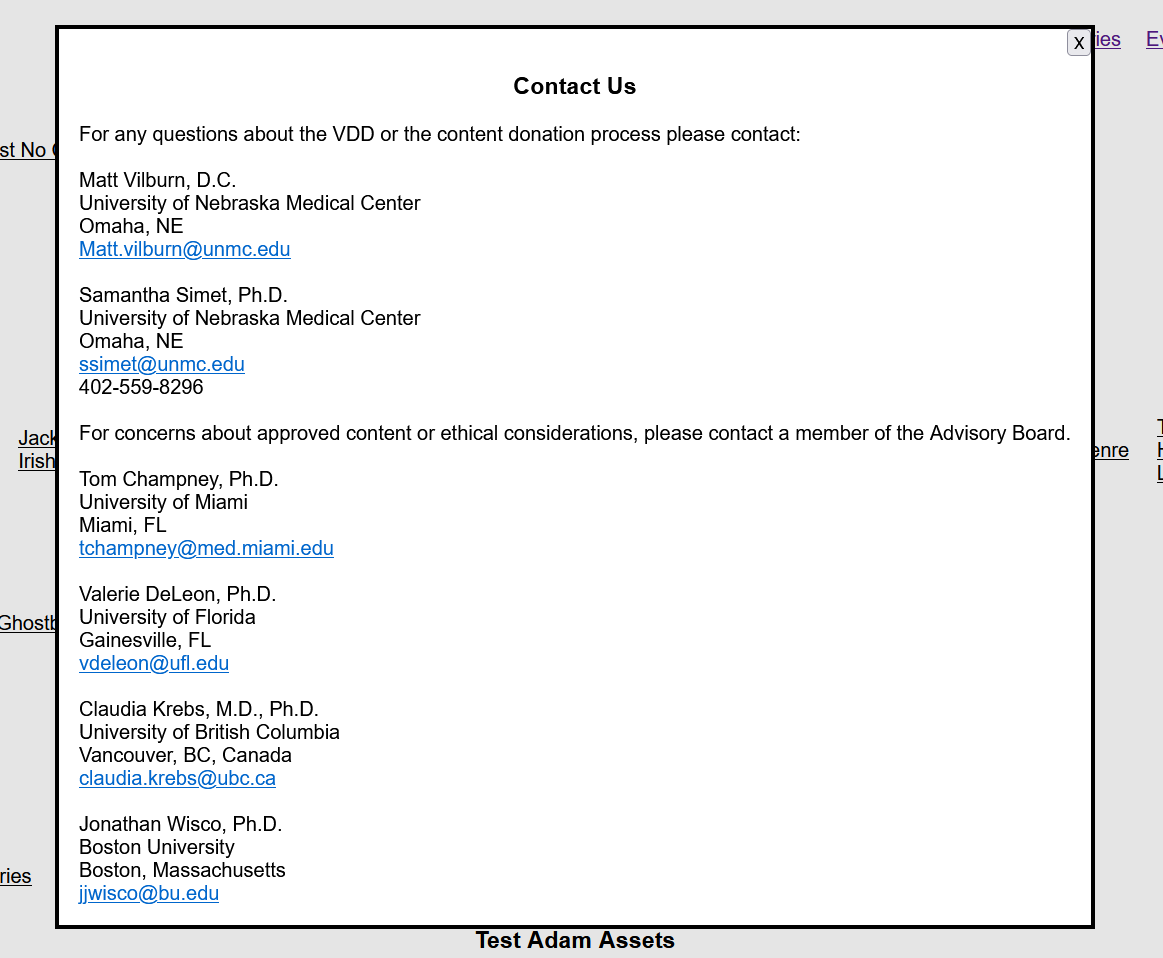 ries Ev
X
Contact Us
For any questions about the VDD or the content donation process please contact:
st No
Matt Vilburn, D.C.
University of Nebraska Medical Center
Omaha, NE
Matt.vilburn@unmc.edu
Samantha Simet, Ph.D.
University of Nebraska Medical Center
Omaha, NE
ssimet@unmc.edu
402-559-8296
For concerns about approved content or ethical considerations, please contact a member of the Advisory Board.
Jack
Irish
enre
Tom Champney, Ph.D.
University of Miami
Miami, FL
tchampney@med.miami.edu
Valerie DeLeon, Ph.D.
University of Florida
Gainesville, FL
vdeleon@ufl.edu
Ghostb
Claudia Krebs, M.D., Ph.D.
University of British Columbia
Vancouver, BC, Canada
claudia.krebs@ubc.ca
Jonathan Wisco, Ph.D.
Boston University
Boston, Massachusetts
jjwisco@bu.edu
ries
Test Adam Assets